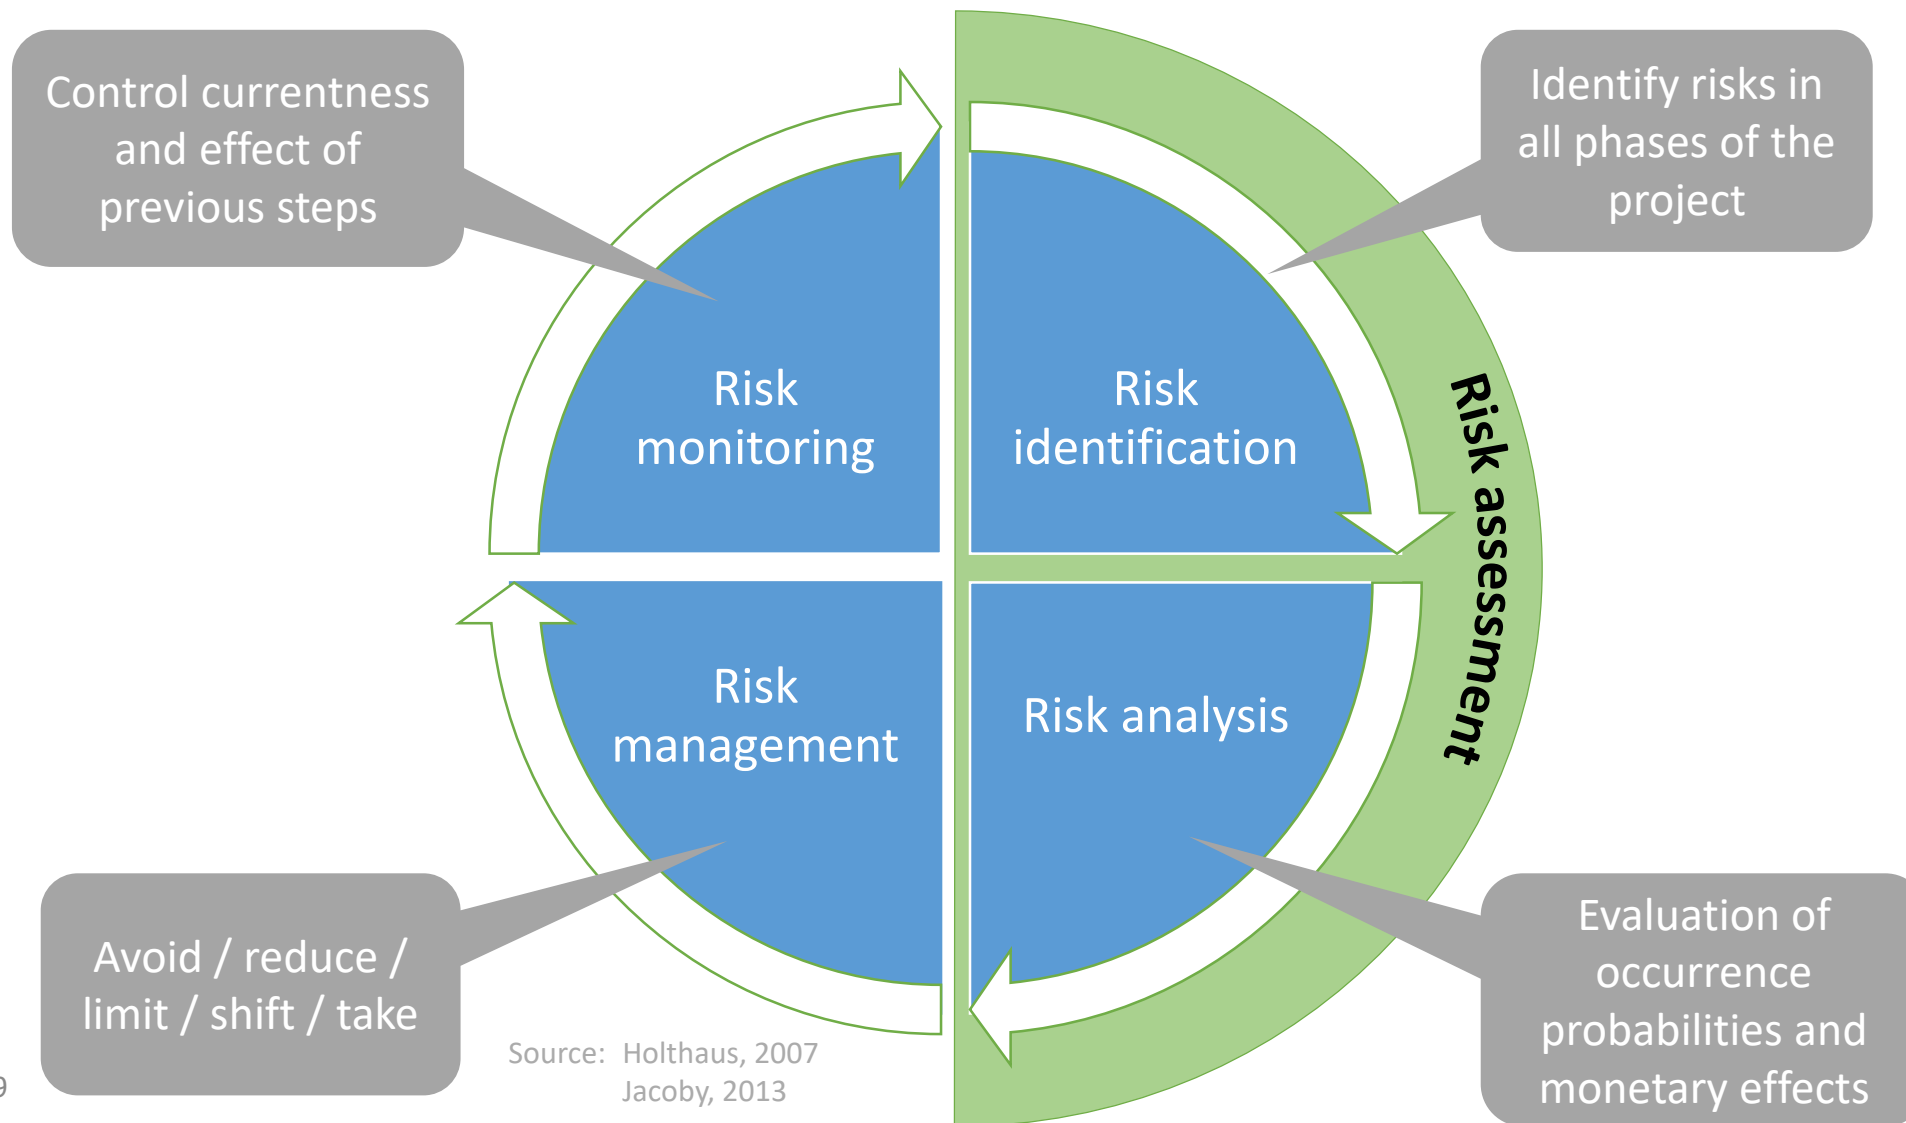 Control currentness
and effect of
previous steps
Identify risks in
all phases of the
project
Risk
monitoring
Risk
identification
Risk assessment
Risk
management
Risk analysis
Avoid / reduce /
limit / shift / take
Evaluation of
occurrence
probabilities and
monetary effects
Source: Holthaus, 2007
Jacoby, 2013
9